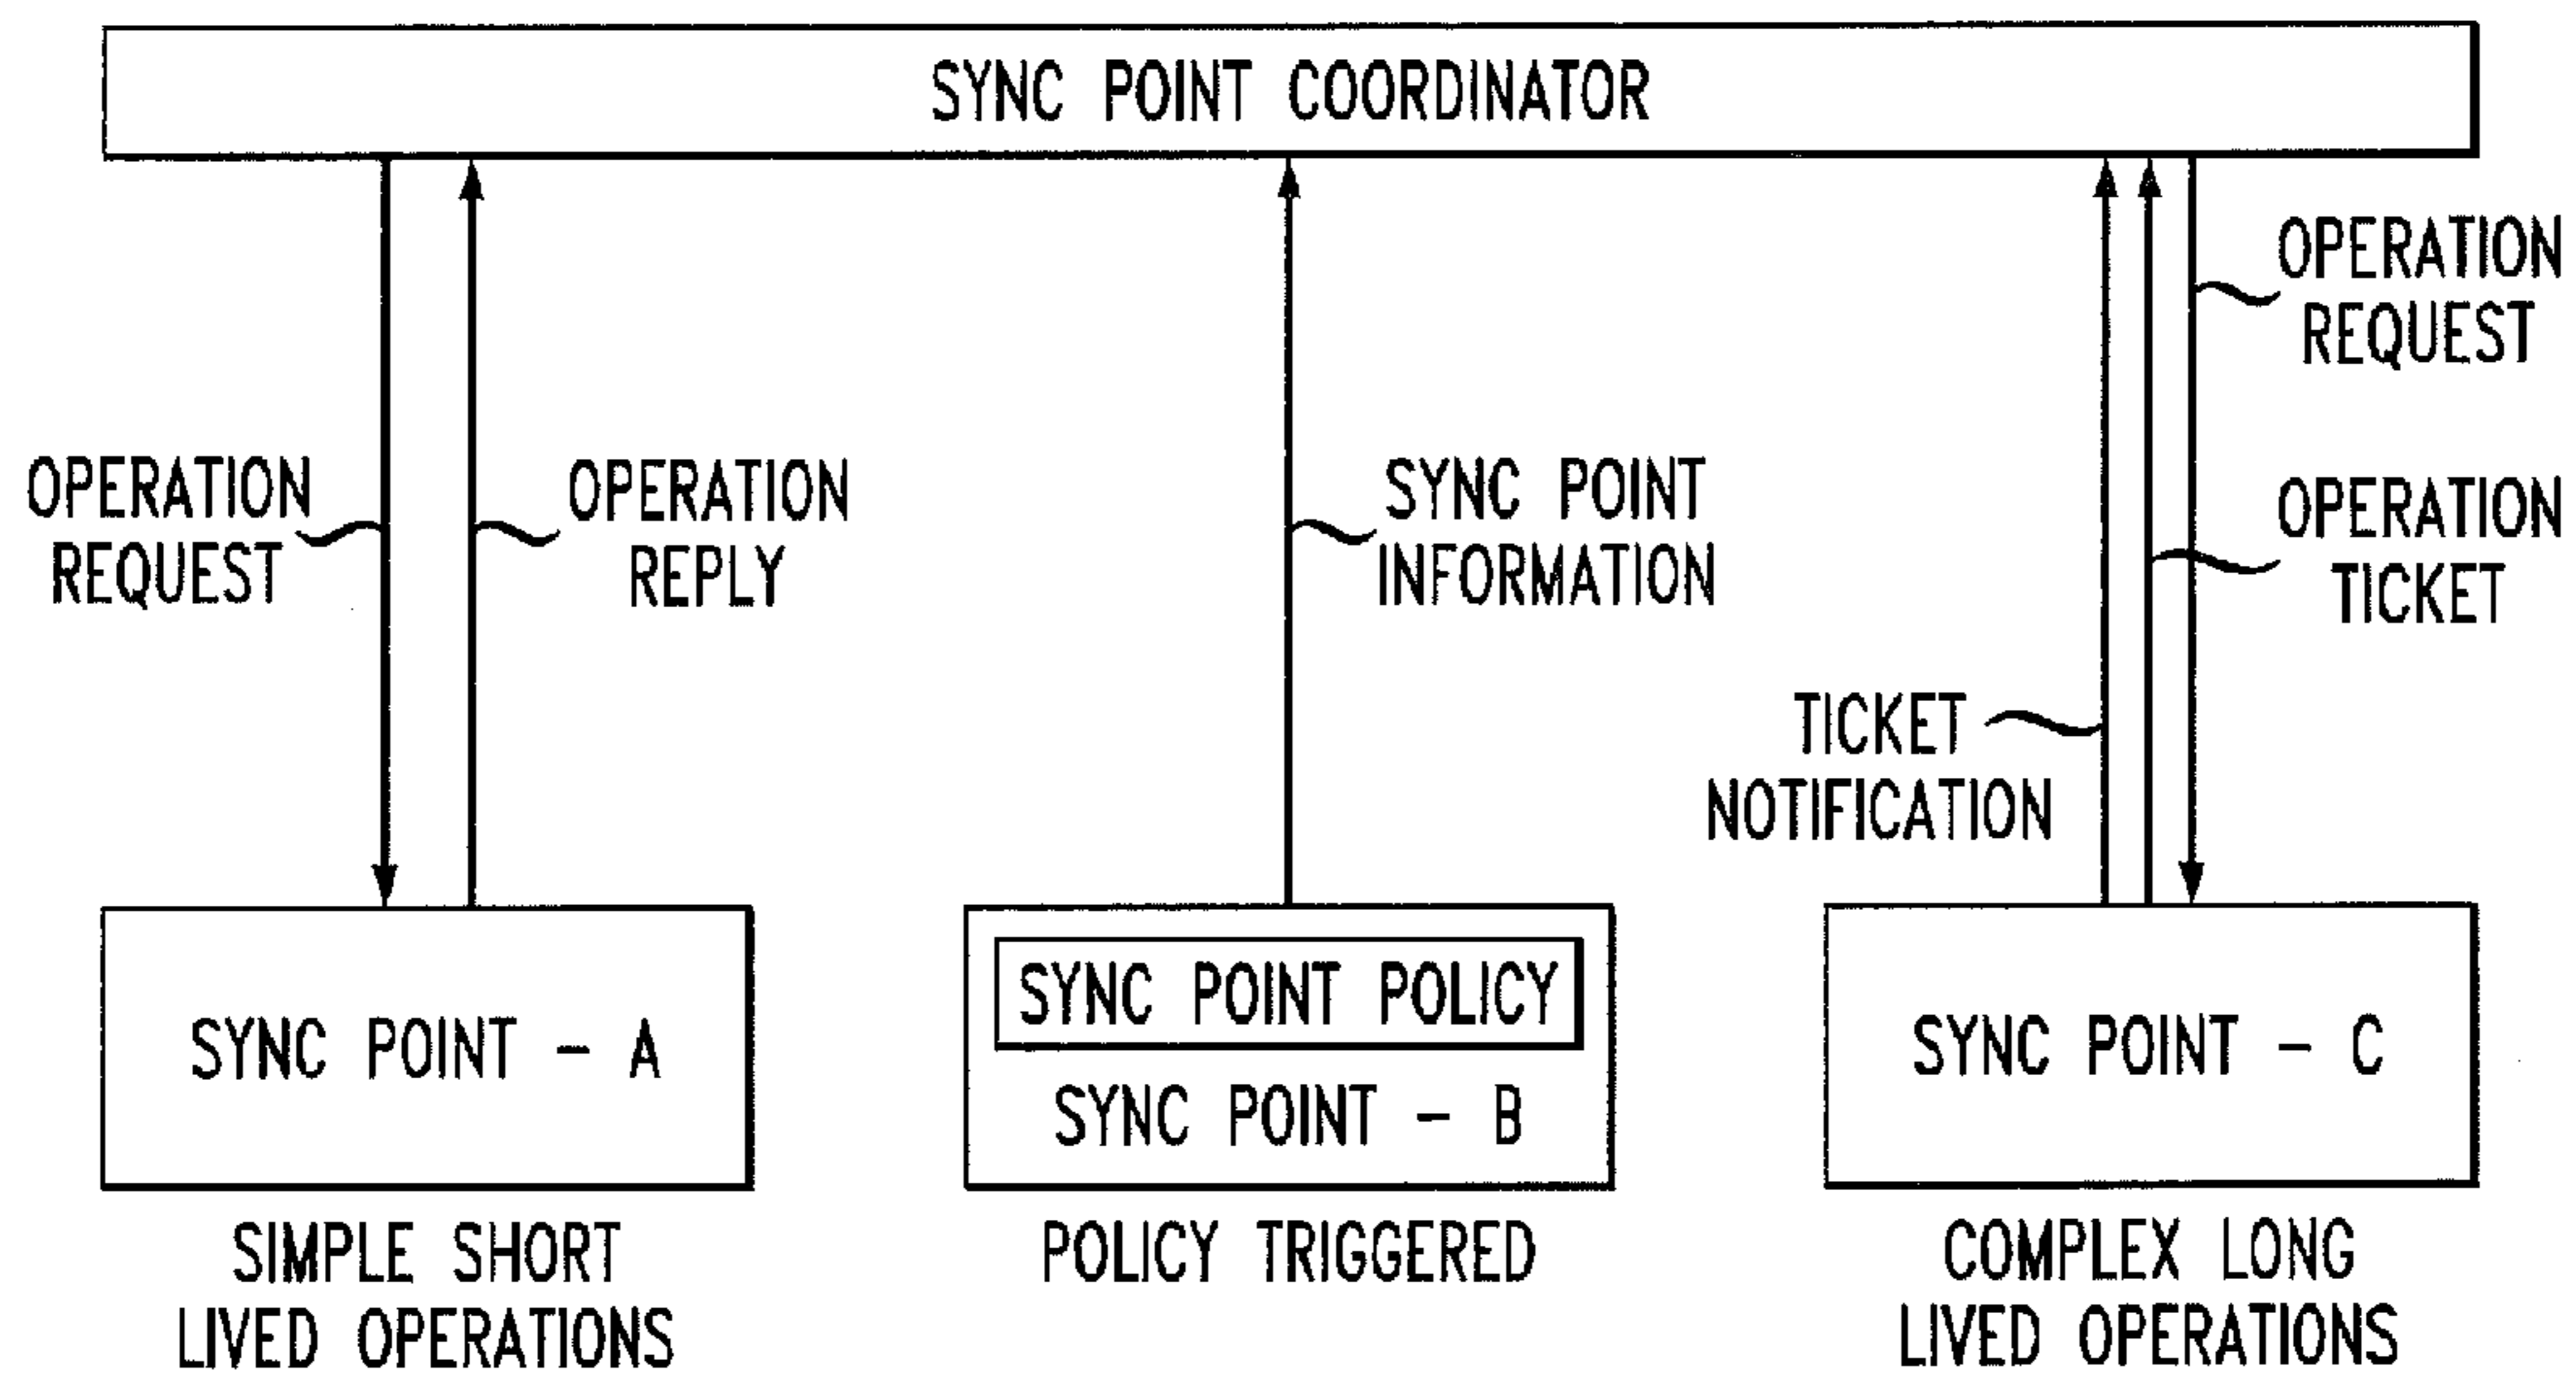 SYNC POINT COORDINATOR
OPERATION
REQUEST
OPERATION
REPLY
SYNC POINT
INFORMATION
TICKET
NOTIFICATION
OPERATION
REQUEST
OPERATION
TICKET
SYNC POINT – A
SIMPLE SHORT
LIVED OPERATIONS
SYNC POINT POLICY
SYNC POINT – B
POLICY TRIGGERED
SYNC POINT – C
COMPLEX LONG
LIVED OPERATIONS